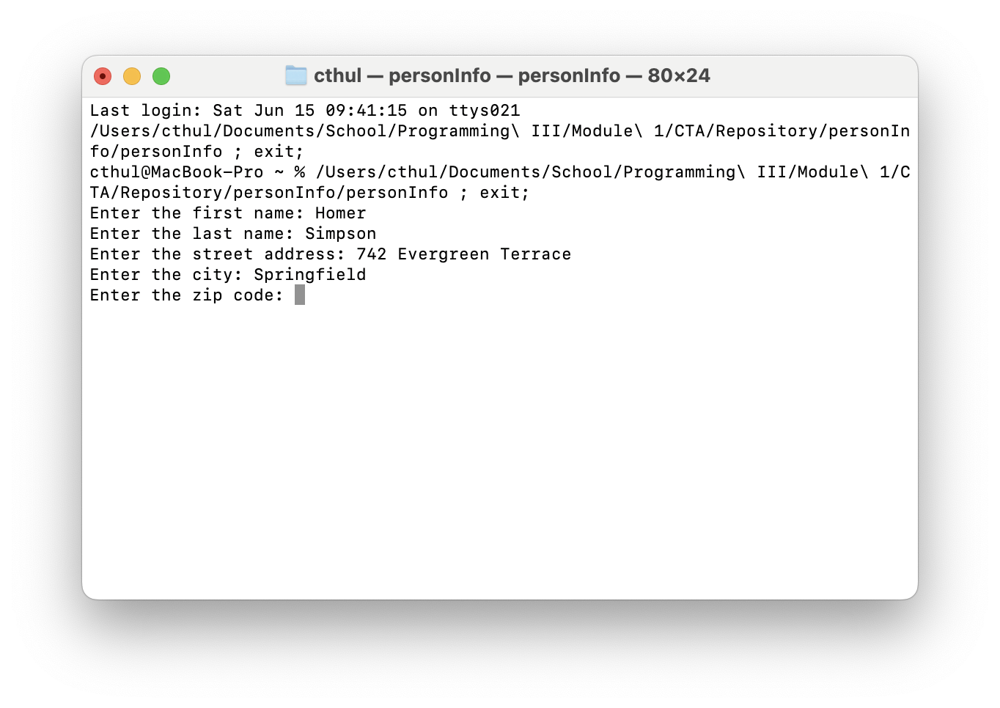 cthul — personInfo — personInfo — 80×24
Last login: Sat Jun 15 09:41:15 on ttys021
/Users/cthul/Documents/School/Programming\ III/Module\ 1/CTA/Repository/personIn
fo/personInfo ; exit;
cthul@MacBook-Pro ~ % /Users/cthul/Documents/School/Programming\ III/Module\ 1/C
TA/Repository/personInfo/personInfo ; exit;
Enter the first name: Homer
Enter the last name: Simpson
Enter the street address: 742 Evergreen Terrace
Enter the city: Springfield
Enter the zip code: